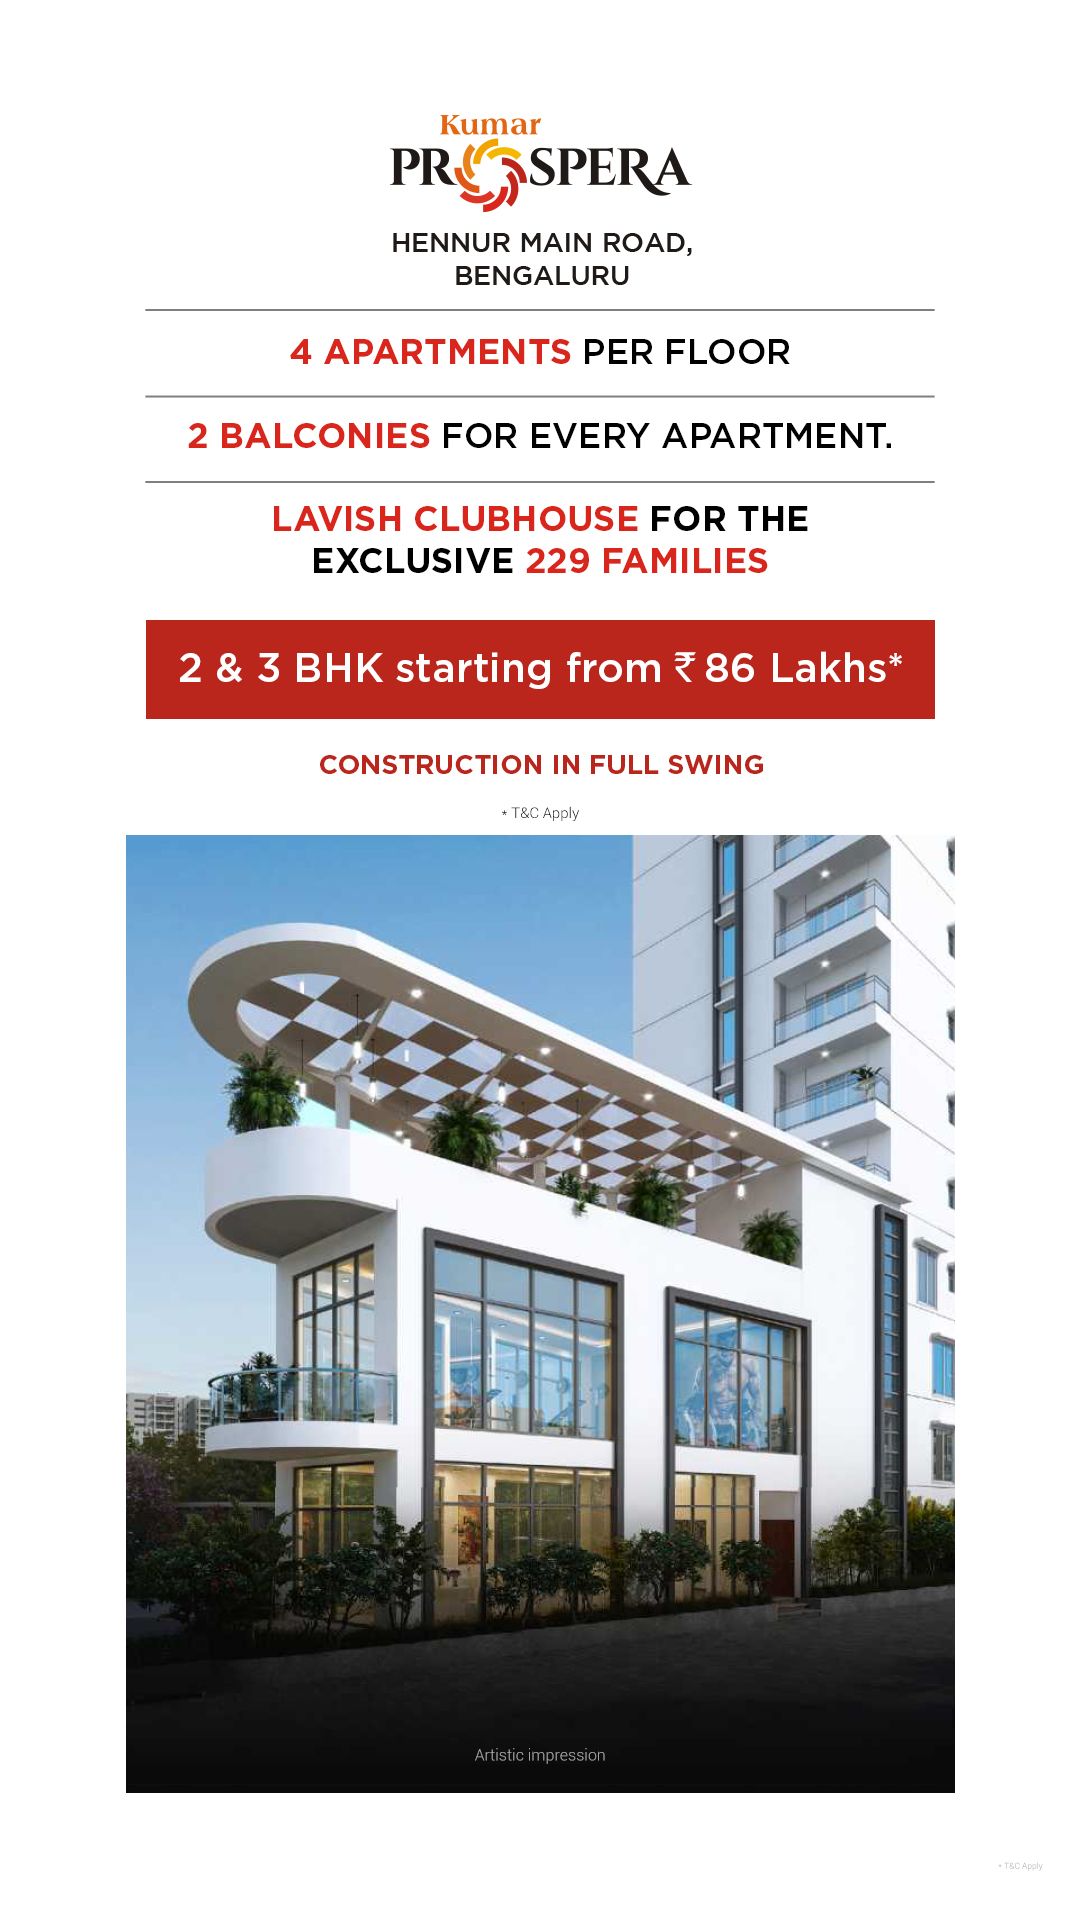 Kumar
PROSPERA
HENNUR MAIN ROAD,
BENGALURU
4 APARTMENTS PER FLOOR
2 BALCONIES FOR EVERY APARTMENT.
LAVISH CLUBHOUSE FOR THE
EXCLUSIVE 229 FAMILIES
2 & 3 BHK starting from ₹ 86 Lakhs*
CONSTRUCTION IN FULL SWING
* T&C Apply
Artistic impression
* T&C Apply